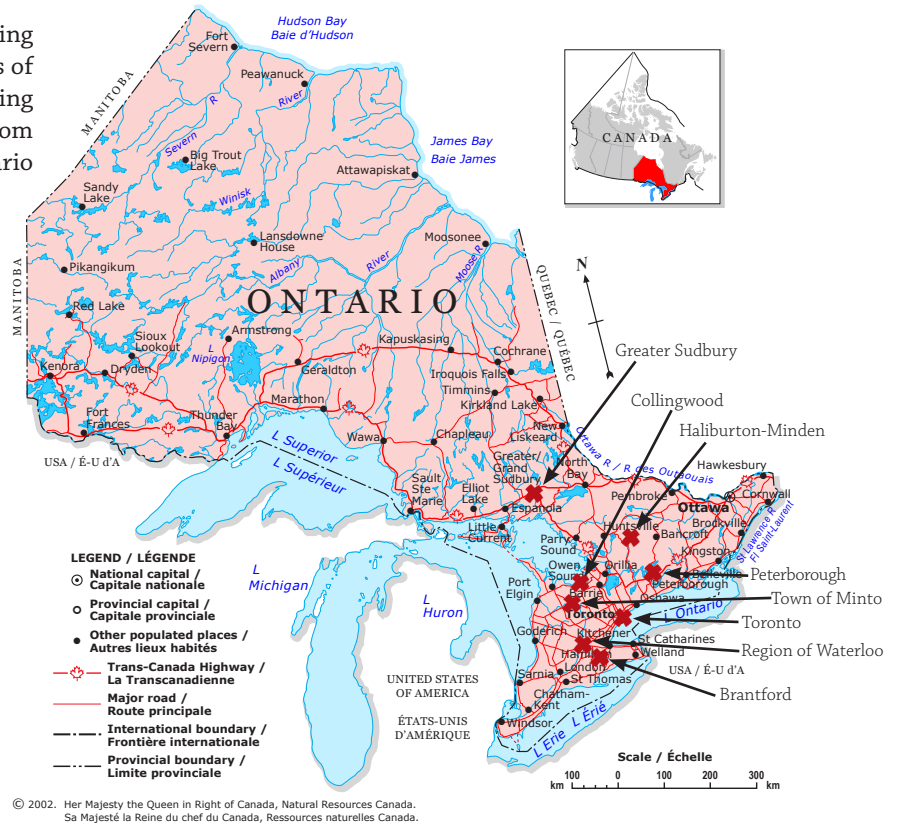 ing
s of
ing
om
rio
Hudson Bay
Baie d'Hudson
Fort
Severn
Peawanuck
MANITOBA
River
Severn
R
Big Trout
Lake
James Bay
Baie James
Attawapiskat
Sandy
Lake
Winisk
Lansdowne
House
Moosonee
Pikangikum
Albany
River
Moose R
MANITOBA
QUEBEC / QUÉBEC
ONTARIO
Red Lake
Armstrong
Sioux
Lookout
L
Nipigon
Kapuskasing
Cochrane
Kenora
Dryden
Geraldton
Iroquois Falls
Timmins
Marathon
Kirkland Lake
Fort
Frances
Thunder
Bay
Wawa
Chapleau
New
Liskeard
USA / É-U d'A
L Superior
L Supérieur
Greater/
Grand
Sudbury
North
Bay
Ottawa R / R des Outaouais
Hawkesbury
Sault
Ste
Marie
Elliot
Lake
Espanola
Pembroke
Ottawa
Cornwall
Little
Current
Parry
Sound
Huntsville
Bancroft
Brockville
St Lawrence R
Fl Saint-Laurent
Kingston
Owen
Sound
Orillia
Belleville
Peterborough
Barrie
Port
Elgin
Oshawa
Toronto
L Ontario
L
Michigan
L
Huron
Goderich
Kitchener
St Catharines
Hamilton
Welland
London
USA / É-U d'A
Sarnia
St Thomas
Chatham-
Kent
Windsor
L Erie
L Érié
UNITED STATES
OF AMERICA
ÉTATS-UNIS
D'AMÉRIQUE
CANADA
N
Greater Sudbury
Collingwood
Haliburton-Minden
Peterborough
Town of Minto
Toronto
Region of Waterloo
Brantford
LEGEND / LÉGENDE
National capital /
Capitale nationale
Provincial capital /
Capitale provinciale
Other populated places /
Autres lieux habités
Trans-Canada Highway /
La Transcanadienne
Major road /
Route principale
International boundary /
Frontière internationale
Provincial boundary /
Limite provinciale
Scale / Échelle
100 0 100 200 300
km km
© 2002. Her Majesty the Queen in Right of Canada, Natural Resources Canada.
Sa Majesté la Reine du chef du Canada, Ressources naturelles Canada.